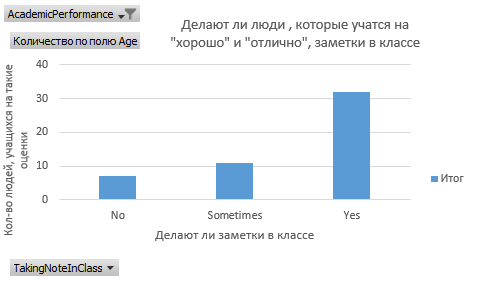 AcademicPerformance
Количество по полю Age
Делают ли люди , которые учатся на
"хорошо" и "отлично", заметки в классе
Кол-во людей, учащихся на такие
оценки
40
30
20
10
0
No
Sometimes
Yes
Итог
Делают ли заметки в классе
TakingNoteInClass